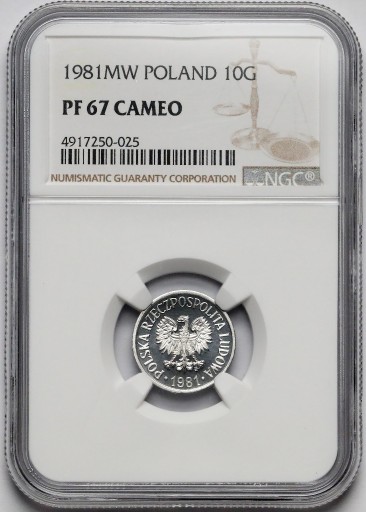 1981MW POLAND 10G
PF 67 CAMEO
4917250-025
NUMISMATIC GUARANTY CORPORATION
NGC®
POLSKA RZECZPOSPOLITA LUDOWA
1981